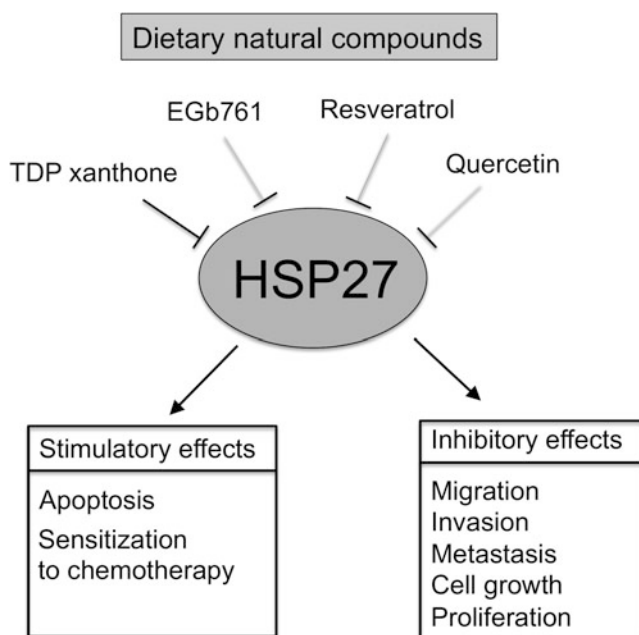 Dietary natural compounds
EGb761
Resveratrol
TDP xanthone
Quercetin
HSP27
Stimulatory effects
Apoptosis
Sensitization
to chemotherapy
Inhibitory effects
Migration
Invasion
Metastasis
Cell growth
Proliferation